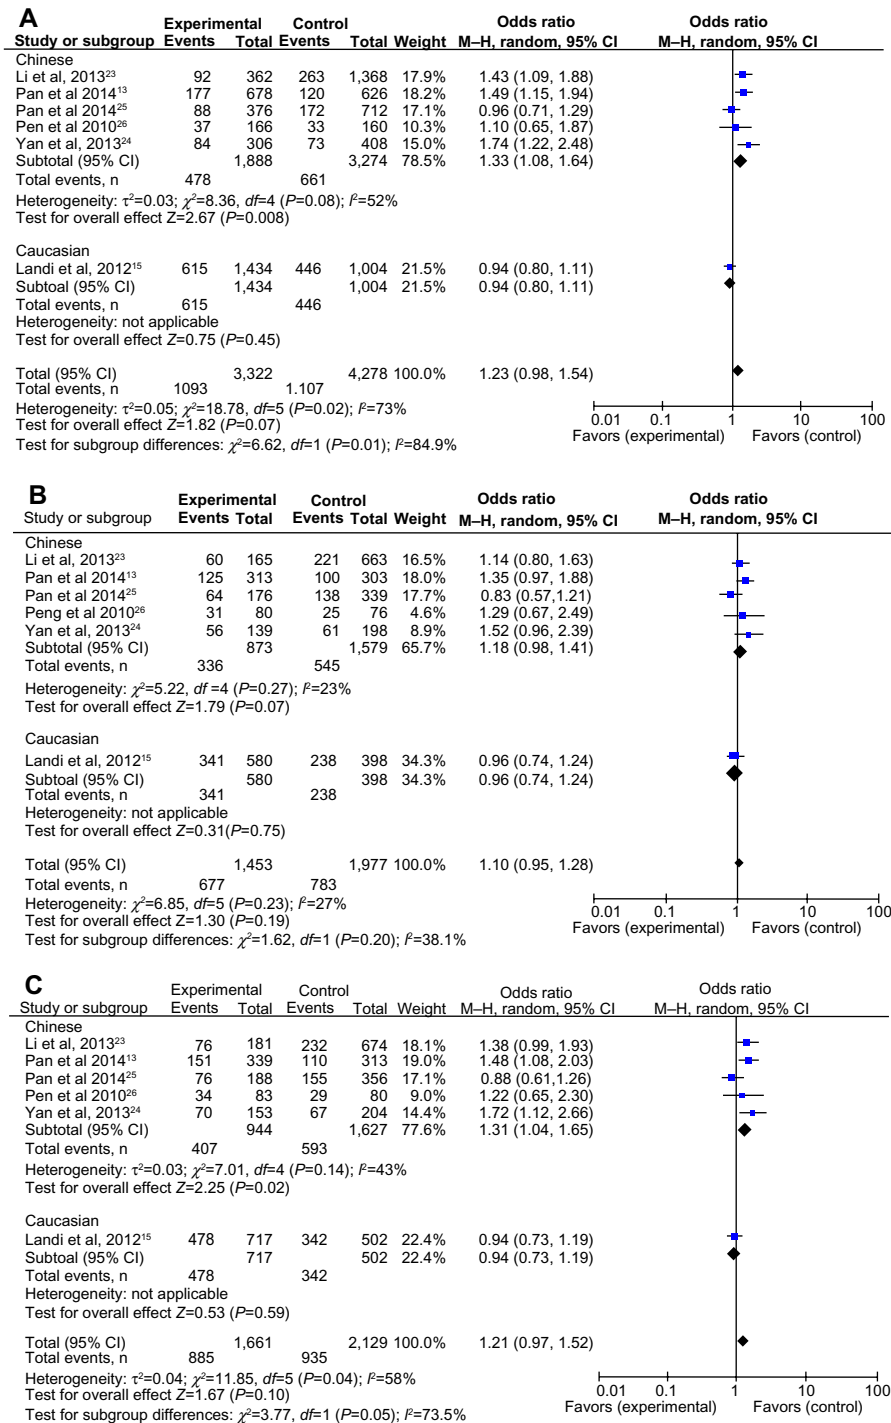 A
Experimental Control Odds ratio Odds ratio
Study or subgroup Events Total Events Total Weight M–H, random, 95% CI M–H, random, 95% CI
Chinese
Li et al, 2013²³ 92 362 263 1,368 17.9% 1.43 (1.09, 1.88)
Pan et al 2014¹³ 177 678 120 626 18.2% 1.49 (1.15, 1.94)
Pan et al 2014²⁵ 88 376 172 712 17.1% 0.96 (0.71, 1.29)
Pen et al 2010²⁶ 37 166 33 160 10.3% 1.10 (0.65, 1.87)
Yan et al, 2013²⁴ 84 306 73 408 15.0% 1.74 (1.22, 2.48)
Subtotal (95% CI) 1,888 3,274 78.5% 1.33 (1.08, 1.64)
Total events, n 478 661
Heterogeneity: τ²=0.03; χ²=8.36, df=4 (P=0.08); I²=52%
Test for overall effect Z=2.67 (P=0.008)
Caucasian
Landi et al, 2012¹⁵ 615 1,434 446 1,004 21.5% 0.94 (0.80, 1.11)
Subtoal (95% CI) 1,434 1,004 21.5% 0.94 (0.80, 1.11)
Total events, n 615 446
Heterogeneity: not applicable
Test for overall effect Z=0.75 (P=0.45)
Total (95% CI) 3,322 4,278 100.0% 1.23 (0.98, 1.54)
Total events, n 1093 1.107
Heterogeneity: τ²=0.05; χ²=18.78, df=5 (P=0.02); I²=73%
Test for overall effect Z=1.82 (P=0.07)
Test for subgroup differences: χ²=6.62, df=1 (P=0.01); I²=84.9%
0.01 0.1 1 10 100
Favors (experimental) Favors (control)
B
Experimental Control Odds ratio Odds ratio
Study or subgroup Events Total Events Total Weight M–H, random, 95% CI M–H, random, 95% CI
Chinese
Li et al, 2013²³ 60 165 221 663 16.5% 1.14 (0.80, 1.63)
Pan et al 2014¹³ 125 313 100 303 18.0% 1.35 (0.97, 1.88)
Pan et al 2014²⁵ 64 176 138 339 17.7% 0.83 (0.57,1.21)
Peng et al 2010²⁶ 31 80 25 76 4.6% 1.29 (0.67, 2.49)
Yan et al, 2013²⁴ 56 139 61 198 8.9% 1.52 (0.96, 2.39)
Subtotal (95% CI) 873 1,579 65.7% 1.18 (0.98, 1.41)
Total events, n 336 545
Heterogeneity: χ²=5.22, df =4 (P=0.27); I²=23%
Test for overall effect Z=1.79 (P=0.07)
Caucasian
Landi et al, 2012¹⁵ 341 580 238 398 34.3% 0.96 (0.74, 1.24)
Subtoal (95% CI) 580 398 34.3% 0.96 (0.74, 1.24)
Total events, n 341 238
Heterogeneity: not applicable
Test for overall effect Z=0.31(P=0.75)
Total (95% CI) 1,453 1,977 100.0% 1.10 (0.95, 1.28)
Total events, n 677 783
Heterogeneity: χ²=6.85, df=5 (P=0.23); I²=27%
Test for overall effect Z=1.30 (P=0.19)
Test for subgroup differences: χ²=1.62, df=1 (P=0.20); I²=38.1%
0.01 0.1 1 10 100
Favors (experimental) Favors (control)
C
Experimental Control Odds ratio Odds ratio
Study or subgroup Events Total Events Total Weight M–H, random, 95% CI M–H, random, 95% CI
Chinese
Li et al, 2013²³ 76 181 232 674 18.1% 1.38 (0.99, 1.93)
Pan et al 2014¹³ 151 339 110 313 19.0% 1.48 (1.08, 2.03)
Pan et al 2014²⁵ 76 188 155 356 17.1% 0.88 (0.61,1.26)
Pen et al 2010²⁶ 34 83 29 80 9.0% 1.22 (0.65, 2.30)
Yan et al, 2013²⁴ 70 153 67 204 14.4% 1.72 (1.12, 2.66)
Subtotal (95% CI) 944 1,627 77.6% 1.31 (1.04, 1.65)
Total events, n 407 593
Heterogeneity: τ²=0.03; χ²=7.01, df=4 (P=0.14); I²=43%
Test for overall effect Z=2.25 (P=0.02)
Caucasian
Landi et al, 2012¹⁵ 478 717 342 502 22.4% 0.94 (0.73, 1.19)
Subtoal (95% CI) 717 502 22.4% 0.94 (0.73, 1.19)
Total events, n 478 342
Heterogeneity: not applicable
Test for overall effect Z=0.53 (P=0.59)
Total (95% CI) 1,661 2,129 100.0% 1.21 (0.97, 1.52)
Total events, n 885 935
Heterogeneity: τ²=0.04; χ²=11.85, df=5 (P=0.04); I²=58%
Test for overall effect Z=1.67 (P=0.10)
Test for subgroup differences: χ²=3.77, df=1 (P=0.05); I²=73.5%
0.01 0.1 1 10 100
Favors (experimental) Favors (control)